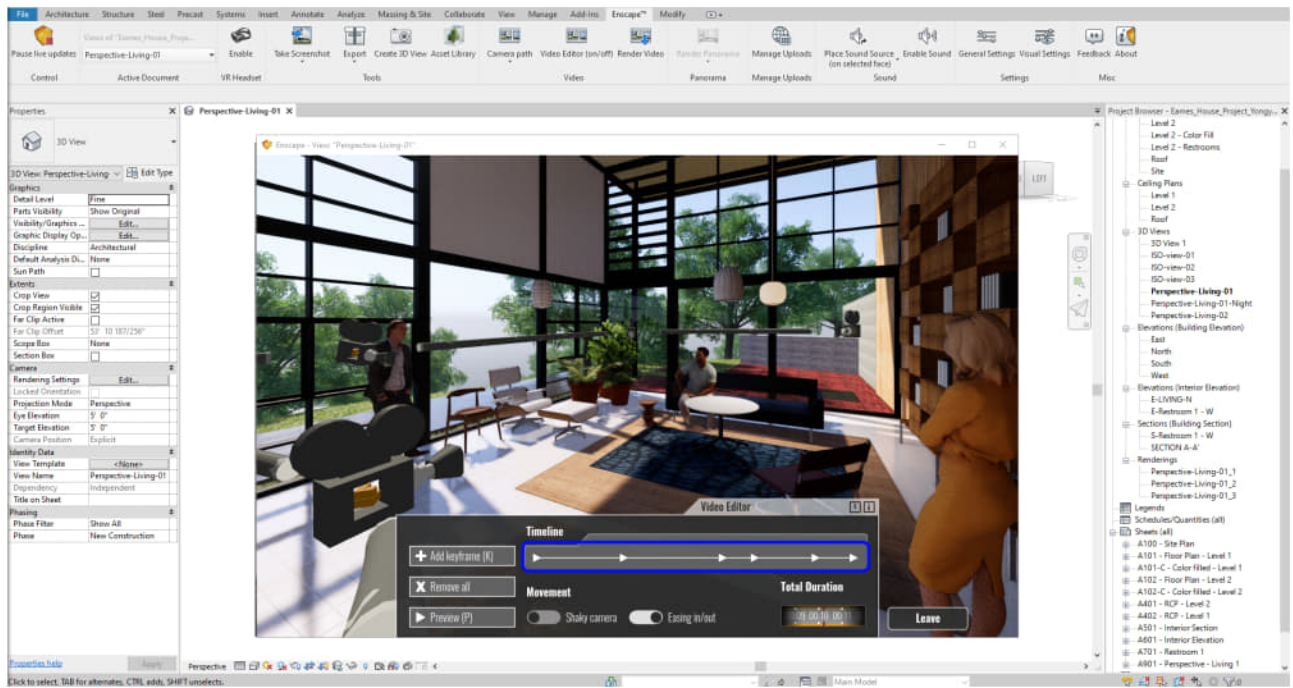 File Architecture Structure Steel Precast Systems Insert Annotate Analyze Massing & Site Collaborate View Manage Add-Ins Enscape™ Modify
Pause live updates
Perspective-Living-01
Enable
Take Screenshot
Export
Create 3D View
Asset Library
Camera path
Video Editor (on/off)
Render Video
Render Panorama
Manage Uploads
Place Sound Source
(on selected face)
Enable Sound
General Settings
Visual Settings
Feedback
About
Control
Active Document
VR Headset
Tools
Video
Panorama
Manage Uploads
Sound
Settings
Misc
Properties
3D View
3D View: Perspective-Living-
Edit Type
Graphics
Detail Level Fine
Parts Visibility Show Original
Visibility/Graphics ... Edit...
Graphic Display Op... Edit...
Discipline Architectural
Default Analysis Di... None
Sun Path
Extents
Crop View
Crop Region Visible
Far Clip Active
Far Clip Offset
Scope Box None
Section Box
Camera
Rendering Settings Edit...
Locked Orientation
Projection Mode Perspective
Eye Elevation 5' 0"
Target Elevation 5' 0"
Camera Position Explicit
Identity Data
View Template <None>
View Name Perspective-Living-01
Dependency Independent
Title on Sheet
Phasing
Phase Filter Show All
Phase New Construction
Properties help
Apply
Perspective-Living-01
Enscape - View: "Perspective-Living-01"
LEFT
Video Editor
Timeline
Add keyframe (K)
Remove all
Preview (P)
Movement
Shaky camera
Easing in/out
Total Duration
Leave
Project Browser - Eames_House_Project_Yongy...
Level 2
Level 2 - Color Fill
Level 2 - Restrooms
Roof
Site
Ceiling Plans
Level 1
Level 2
Roof
3D Views
3D View 1
ISO-view-01
ISO-view-02
ISO-view-03
Perspective-Living-01
Perspective-Living-01-Night
Perspective-Living-02
Elevations (Building Elevation)
East
North
South
West
Elevations (Interior Elevation)
E-LIVING-N
E-Restroom 1 - W
Sections (Building Section)
S-Restroom 1 - W
SECTION A-A'
Renderings
Perspective-Living-01_1
Perspective-Living-01_2
Perspective-Living-01_3
Legends
Schedules/Quantities (all)
Sheets (all)
A100 - Site Plan
A101 - Floor Plan - Level 1
A101-C - Color filled - Level 1
A102 - Floor Plan - Level 2
A102-C - Color filled - Level 2
A401 - RCP - Level 2
A402 - RCP - Level 1
A501 - Interior Section
A601 - Interior Elevation
A701 - Restroom 1
A901 - Perspective - Living 1
Perspective
Click to select, TAB for alternates, CTRL adds, SHIFT unselects.
Main Model